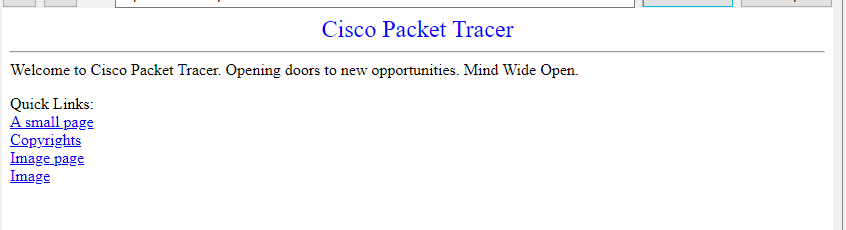 Cisco Packet Tracer
Welcome to Cisco Packet Tracer. Opening doors to new opportunities. Mind Wide Open.
Quick Links:
A small page
Copyrights
Image page
Image